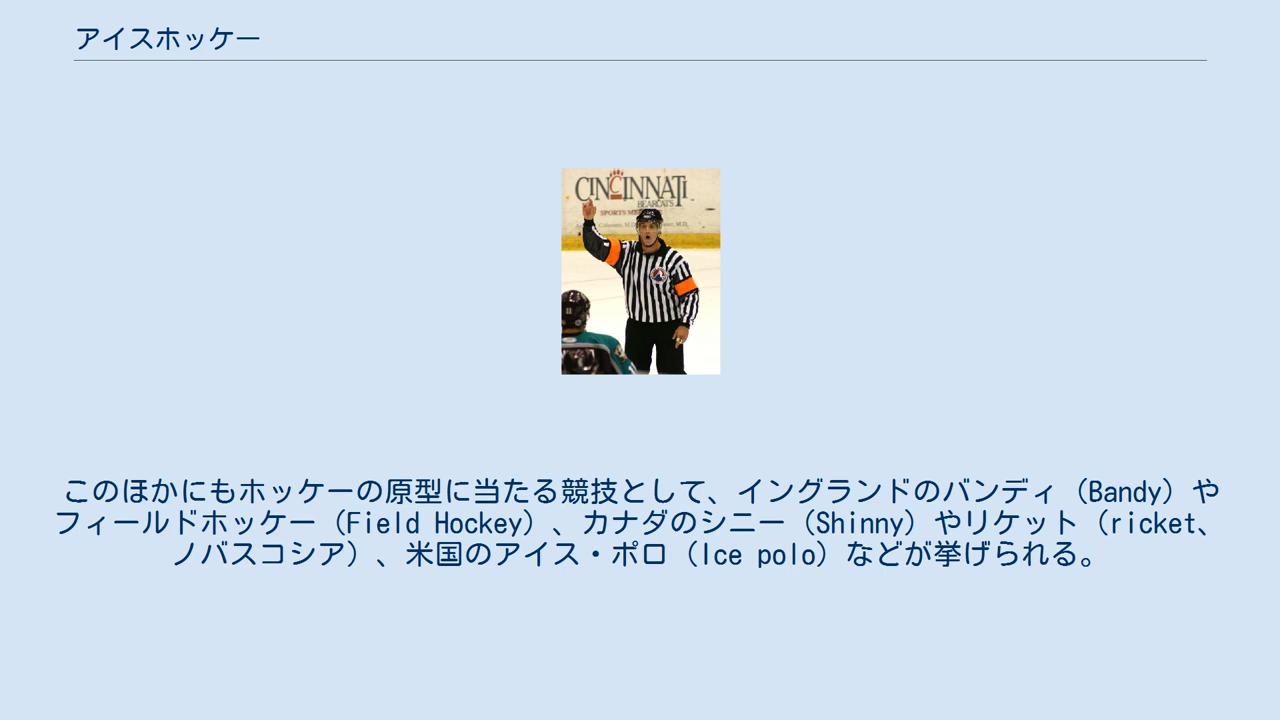 アイスホッケー
CINCINNATI
BEARCATS
このほかにもホッケーの原型に当たる競技として、イングランドのバンディ（Bandy）や
フィールドホッケー（Field Hockey）、カナダのシニー（Shinny）やリケット（ricket、
ノバスコシア）、米国のアイス・ポロ（Ice polo）などが挙げられる。